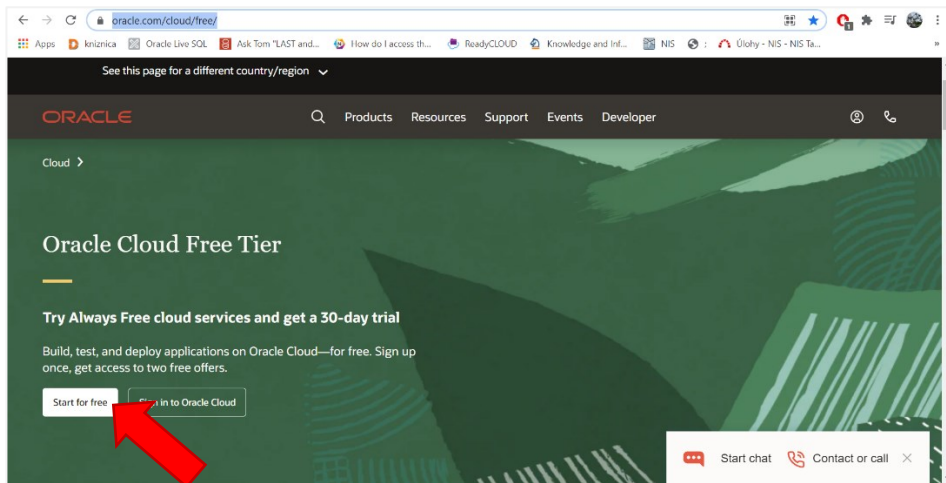 oracle.com/cloud/free/
Apps kniznica Oracle Live SQL Ask Tom "LAST and... How do I access th... ReadyCLOUD Knowledge and Inf... NIS : Úlohy - NIS - NIS Ta... »
See this page for a different country/region
ORACLE Products Resources Support Events Developer
Cloud >
Oracle Cloud Free Tier
Try Always Free cloud services and get a 30-day trial
Build, test, and deploy applications on Oracle Cloud—for free. Sign up
once, get access to two free offers.
Start for free Sign in to Oracle Cloud
Start chat Contact or call